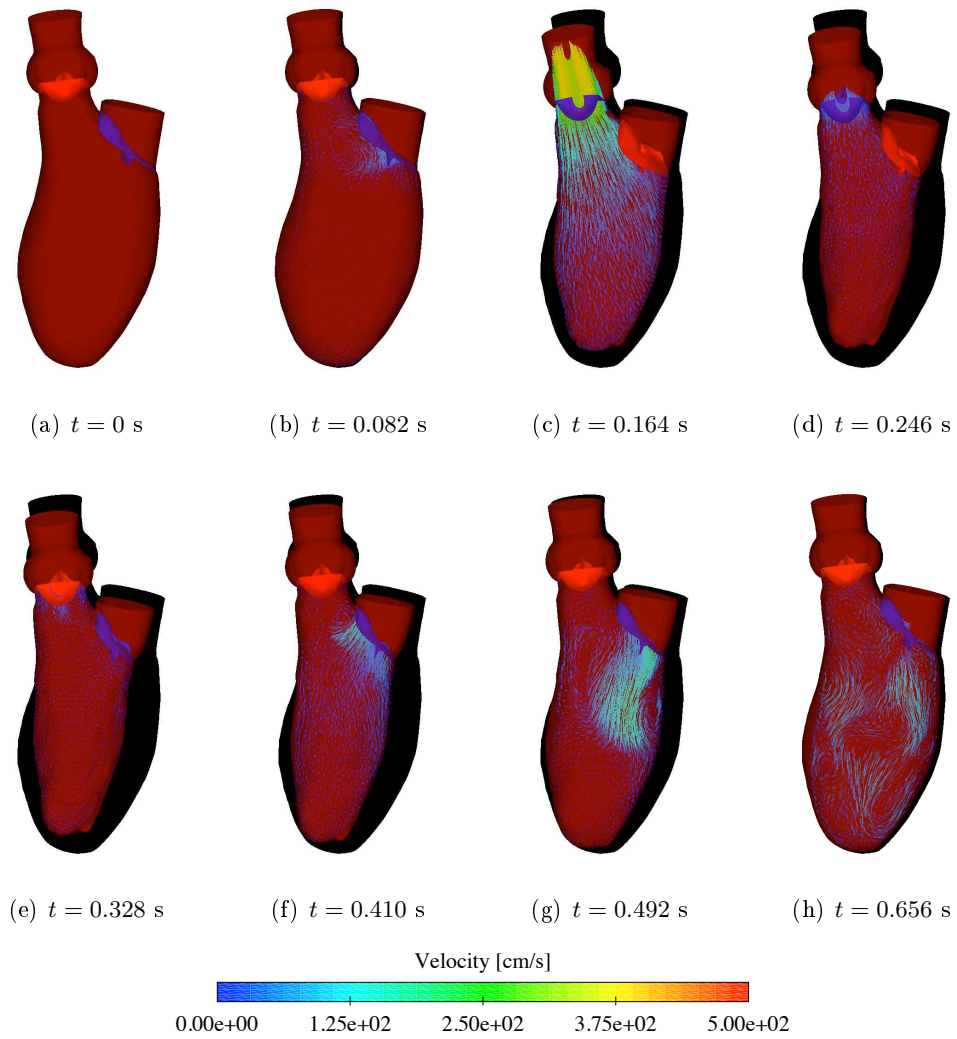 (a) t = 0 s
(b) t = 0.082 s
(c) t = 0.164 s
(d) t = 0.246 s
(e) t = 0.328 s
(f) t = 0.410 s
(g) t = 0.492 s
(h) t = 0.656 s
Velocity [cm/s]
0.00e+00 1.25e+02 2.50e+02 3.75e+02 5.00e+02